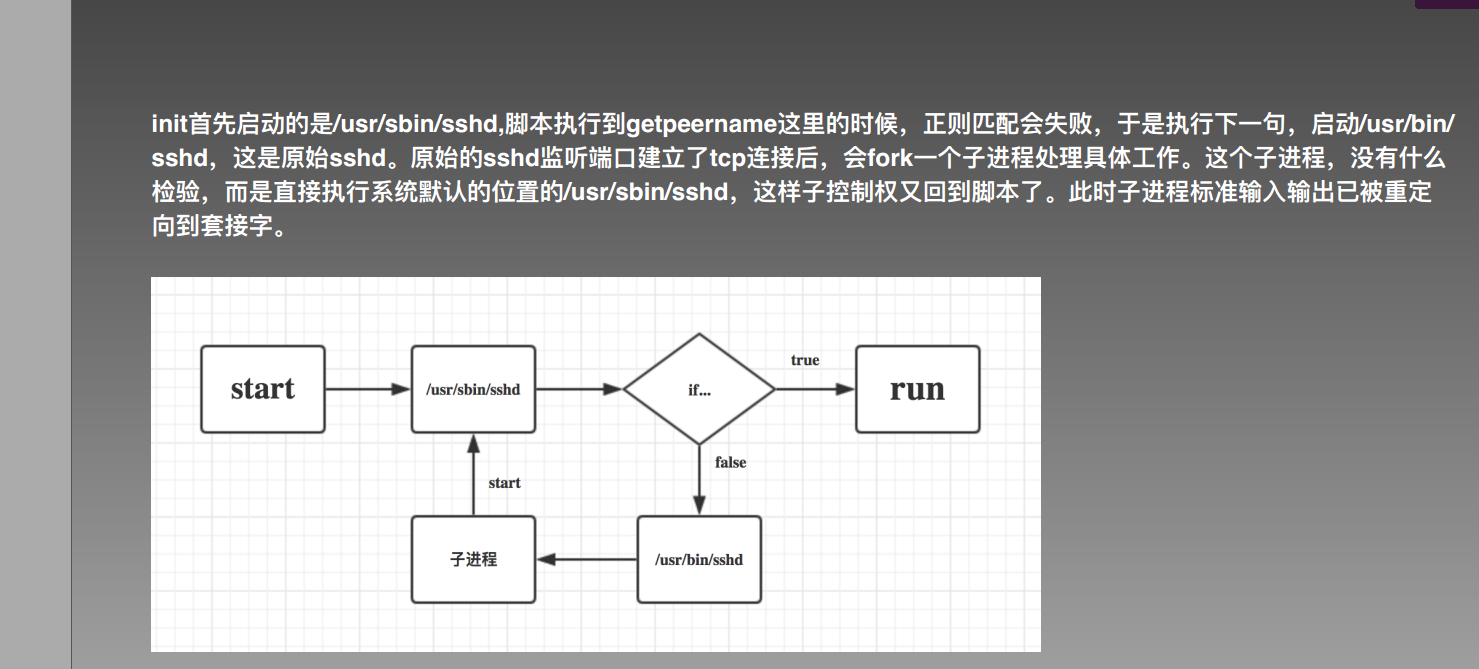 init首先启动的是/usr/sbin/sshd,脚本执行到getpeername这里的时候，正则匹配会失败，于是执行下一句，启动/usr/bin/
sshd，这是原始sshd。原始的sshd监听端口建立了tcp连接后，会fork一个子进程处理具体工作。这个子进程，没有什么
检验，而是直接执行系统默认的位置的/usr/sbin/sshd，这样子控制权又回到脚本了。此时子进程标准输入输出已被重定
向到套接字。
start
/usr/sbin/sshd
if...
true
run
false
start
子进程
/usr/bin/sshd